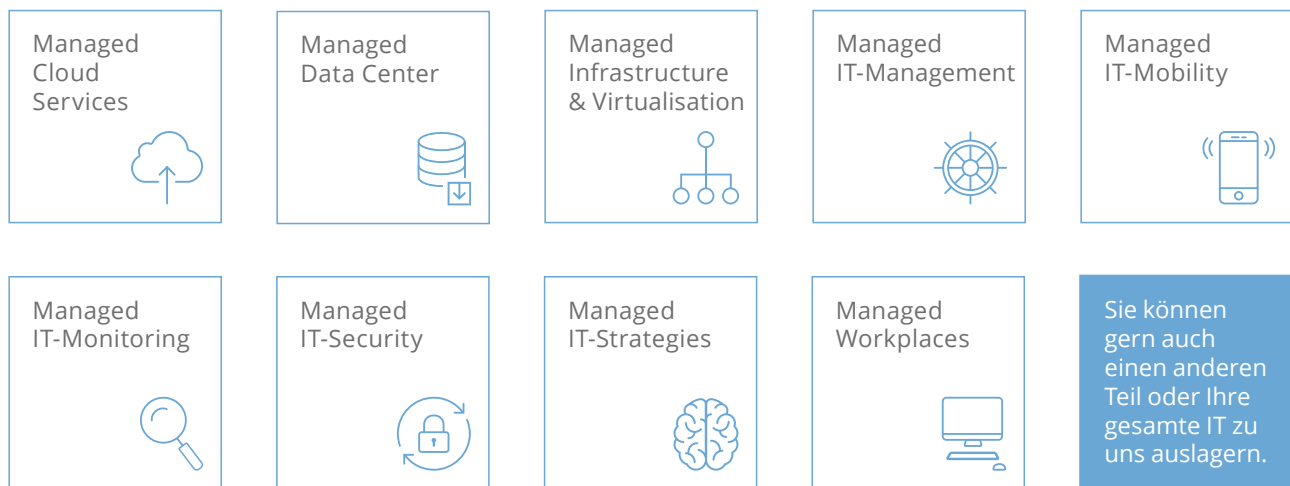 Managed
Cloud
Services
Managed
Data Center
Managed
Infrastructure
& Virtualisation
Managed
IT-Management
Managed
IT-Mobility
Managed
IT-Monitoring
Managed
IT-Security
Managed
IT-Strategies
Managed
Workplaces
Sie können
gern auch
einen anderen
Teil oder Ihre
gesamte IT zu
uns auslagern.